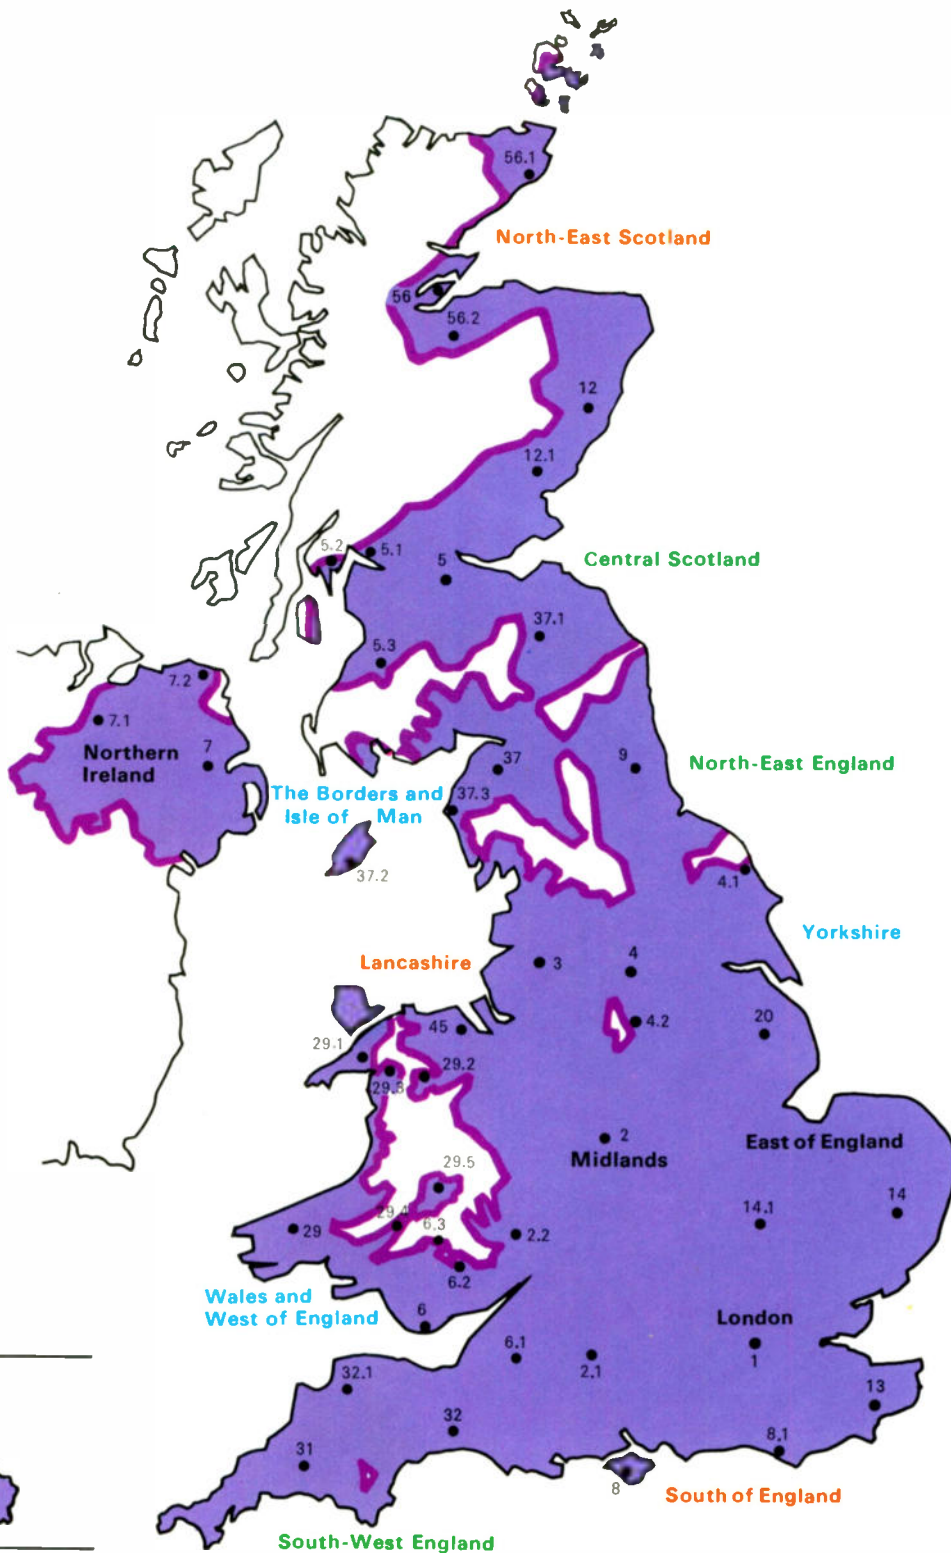 56.1
North-East Scotland
56
56.2
12
12.1
5.2
5.1
5
Central Scotland
37.1
5.3
7.2
7.1
Northern
Ireland
7
37
9
North-East England
The Borders and
Isle of Man
37.3
37.2
4.1
Yorkshire
Lancashire
3
4
4.2
20
45
29.1
29.2
29.3
2
Midlands
East of England
29.5
14.1
14
29.4
6.3
29
2.2
6.2
Wales and
West of England
6
London
1
6.1
2.1
32.1
13
32
8.1
31
8
South of England
South-West England